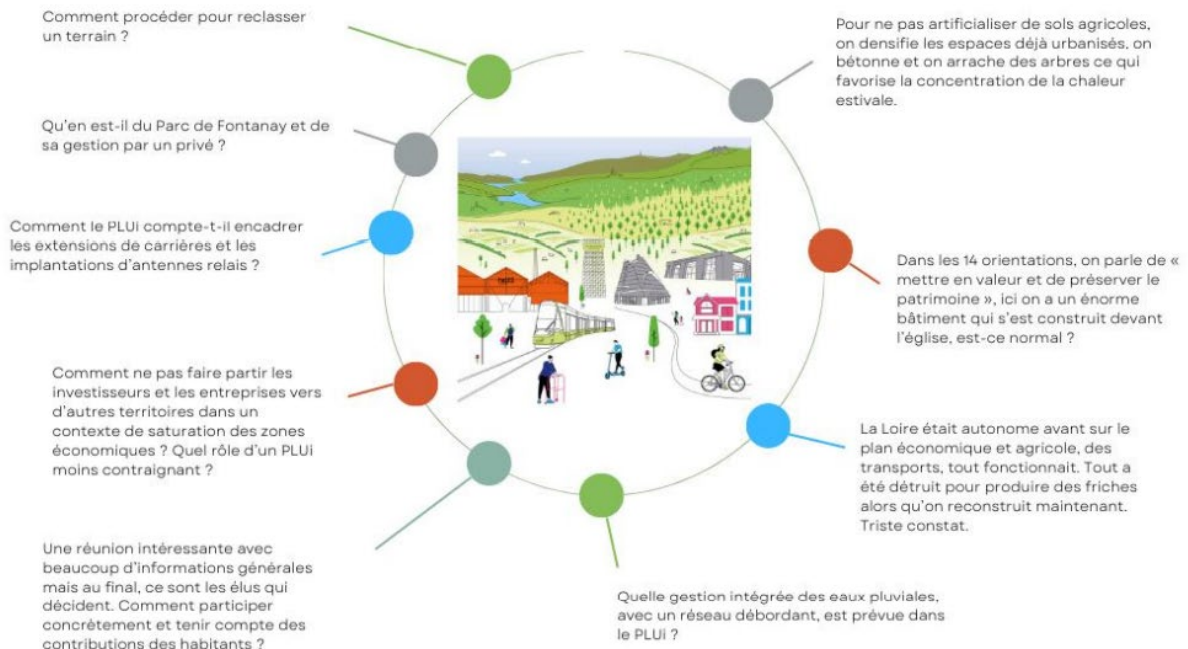 Comment procéder pour reclasser
un terrain ?
Qu'en est-il du Parc de Fontanay et de
sa gestion par un privé ?
Comment le PLUi compte-t-il encadrer
les extensions de carrières et les
implantations d'antennes relais ?
Comment ne pas faire partir les
investisseurs et les entreprises vers
d'autres territoires dans un
contexte de saturation des zones
économiques ? Quel rôle d'un PLUi
moins contraignant ?
Une réunion intéressante avec
beaucoup d'informations générales
mais au final, ce sont les élus qui
décident. Comment participer
concrètement et tenir compte des
contributions des habitants ?
Pour ne pas artificialiser de sols agricoles,
on densifie les espaces déjà urbanisés, on
bétonne et on arrache des arbres ce qui
favorise la concentration de la chaleur
estivale.
Dans les 14 orientations, on parle de «
mettre en valeur et de préserver le
patrimoine », ici on a un énorme
bâtiment qui s'est construit devant
l'église, est-ce normal ?
La Loire était autonome avant sur le
plan économique et agricole, des
transports, tout fonctionnait. Tout a
été détruit pour produire des friches
alors qu'on reconstruit maintenant.
Triste constat.
Quelle gestion intégrée des eaux pluviales,
avec un réseau débordant, est prévue dans
le PLUi ?